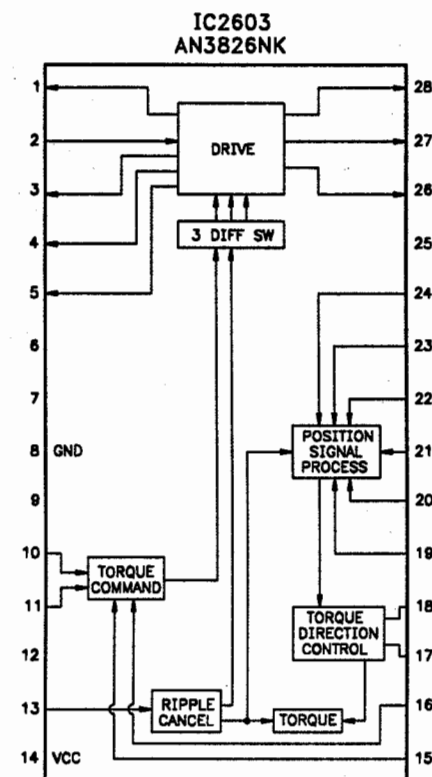 IC2603
AN3826NK
1
28
DRIVE
2
27
3
26
3 DIFF SW
4
25
5
24
6
23
7
22
POSITION
SIGNAL
PROCESS
8
GND
21
9
20
10
19
TORQUE
COMMAND
11
18
TORQUE
DIRECTION
CONTROL
12
17
13
RIPPLE
CANCEL
TORQUE
16
14
VCC
15